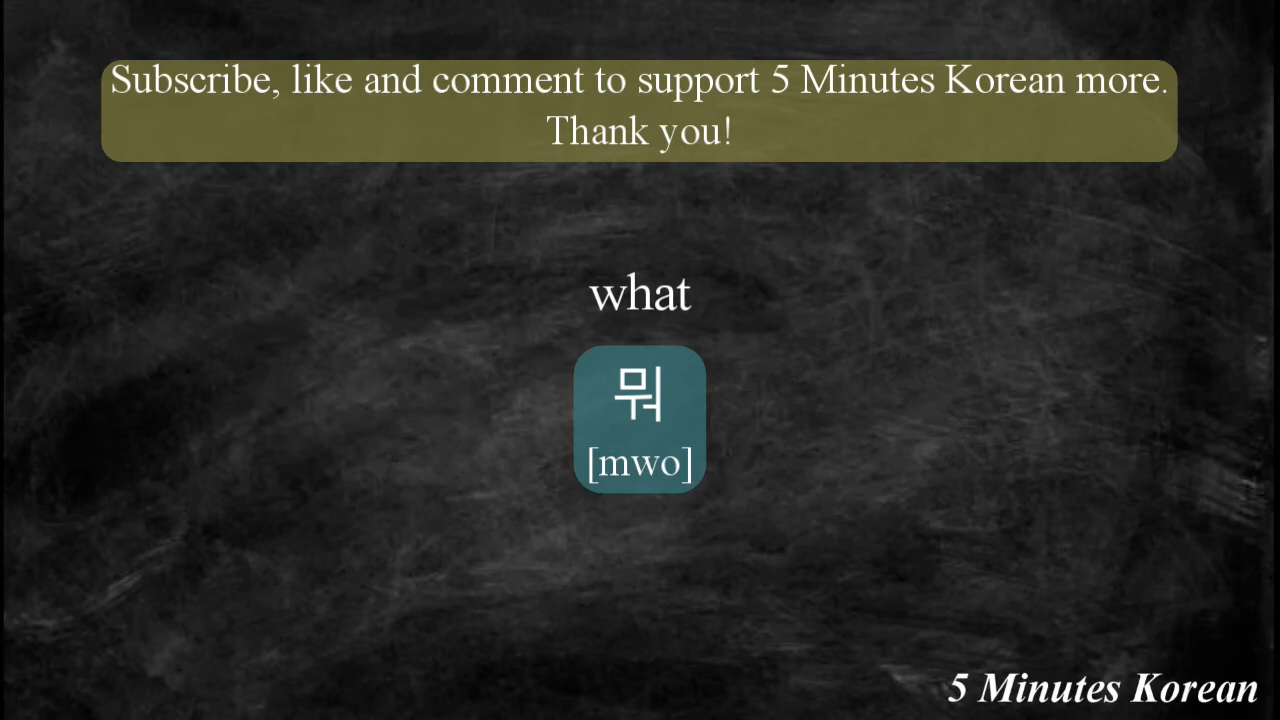 Subscribe, like and comment to support 5 Minutes Korean more.
Thank you!
what
뭐
[mwo]
5 Minutes Korean